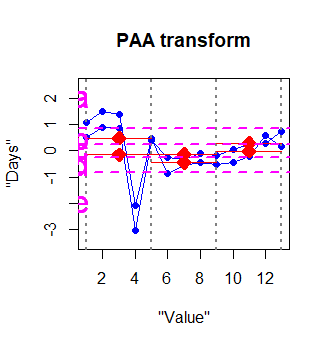 PAA transform
"Days"
2
1
0
-1
-3
a
e
2 4 6 8 10 12
"Value"